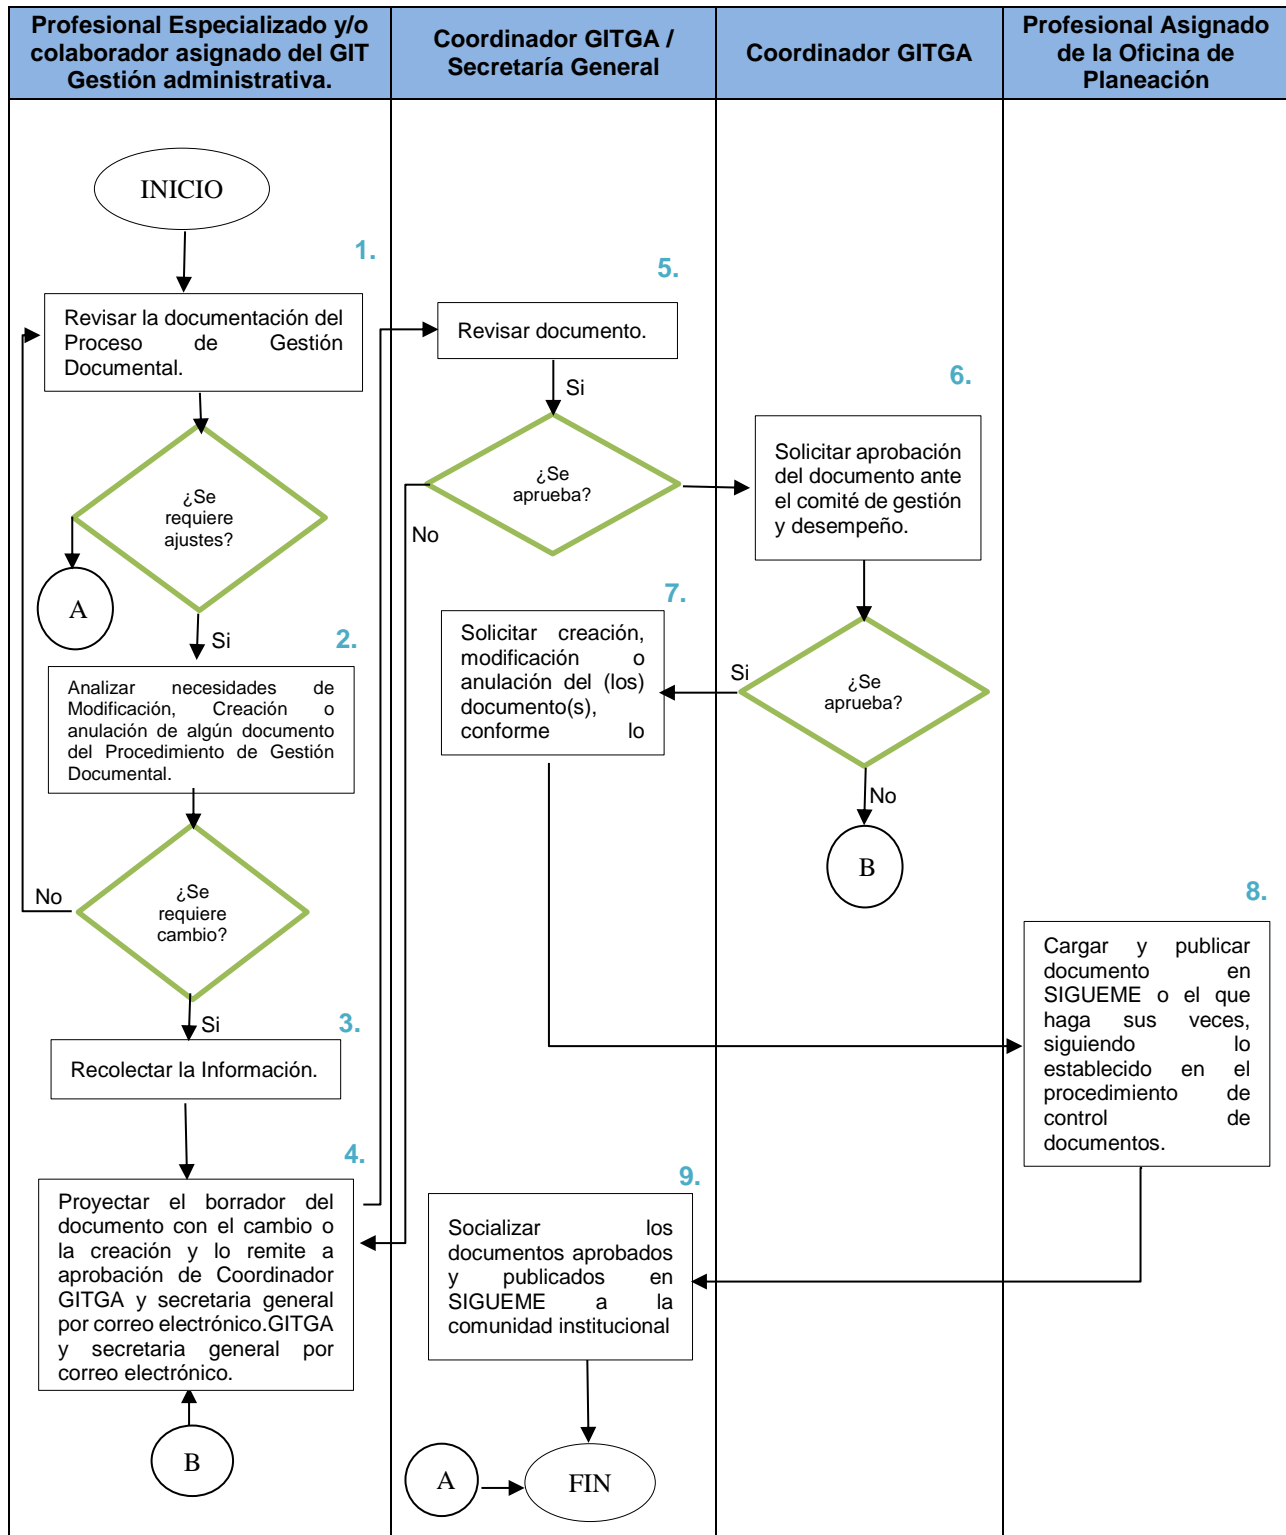 Profesional Especializado y/o
colaborador asignado del GIT
Gestión administrativa.
Coordinador GITGA /
Secretaría General
Coordinador GITGA
Profesional Asignado
de la Oficina de
Planeación
INICIO
1.
Revisar la documentación del
Proceso de Gestión
Documental.
¿Se
requiere
ajustes?
A
Si
2.
Analizar necesidades de
Modificación, Creación o
anulación de algún documento
del Procedimiento de Gestión
Documental.
No
¿Se
requiere
cambio?
Si
3.
Recolectar la Información.
4.
Proyectar el borrador del
documento con el cambio o
la creación y lo remite a
aprobación de Coordinador
GITGA y secretaria general
por correo electrónico.GITGA
y secretaria general por
correo electrónico.
B
5.
Revisar documento.
Si
¿Se
aprueba?
No
6.
Solicitar aprobación
del documento ante
el comité de gestión
y desempeño.
7.
Solicitar creación,
modificación o
anulación del (los)
documento(s),
conforme lo
Si
¿Se
aprueba?
No
B
8.
Cargar y publicar
documento en
SIGUEME o el que
haga sus veces,
siguiendo lo
establecido en el
procedimiento de
control de
documentos.
9.
Socializar los
documentos aprobados
y publicados en
SIGUEME a la
comunidad institucional
A
FIN